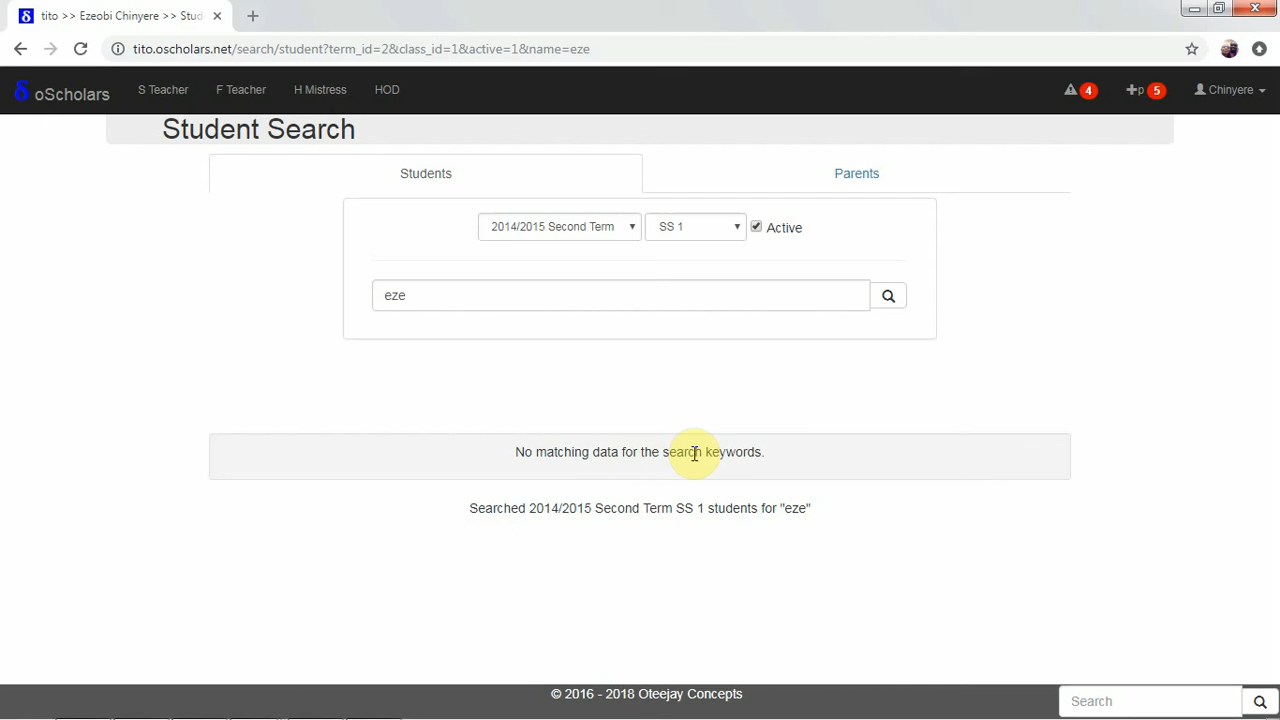 tito >> Ezeobi Chinyere >> Stud
tito.oscholars.net/search/student?term_id=2&class_id=1&active=1&name=eze
δ oScholars S Teacher F Teacher H Mistress HOD 4 +p 5 Chinyere
Student Search
Students Parents
2014/2015 Second Term SS 1 Active
eze
No matching data for the search keywords.
Searched 2014/2015 Second Term SS 1 students for "eze"
© 2016 - 2018 Oteejay Concepts
Search